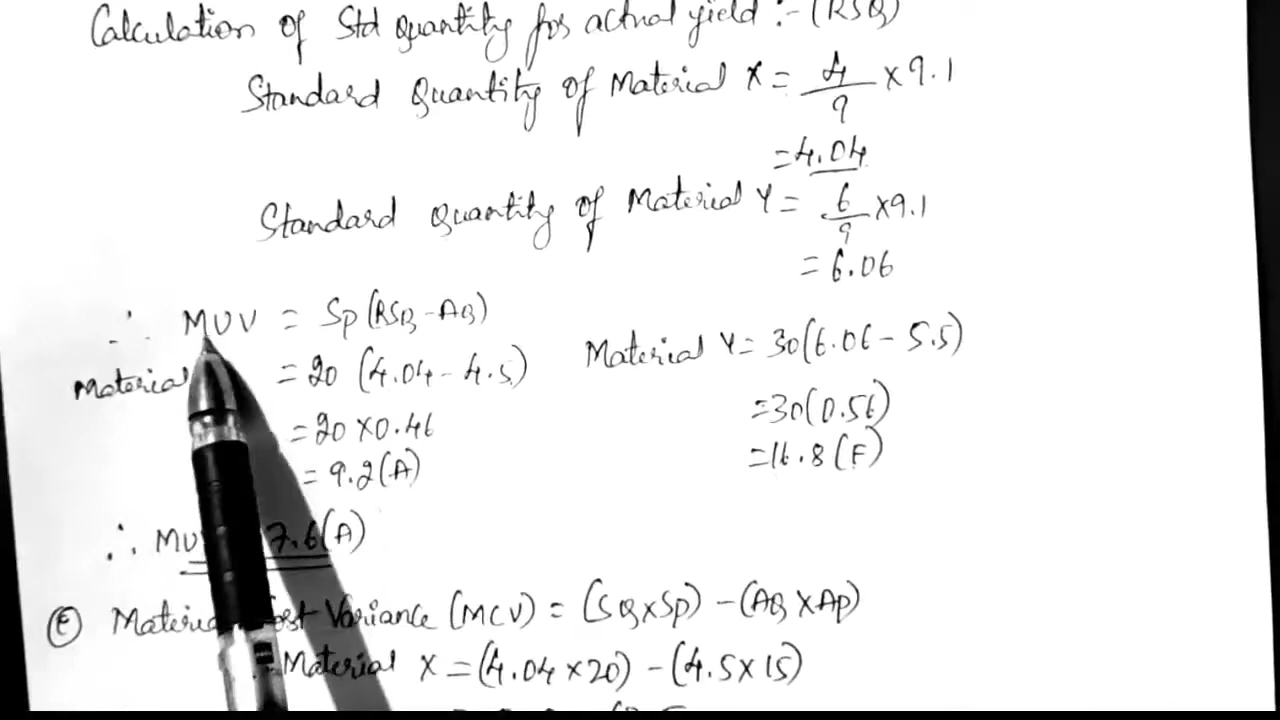 Calculation of Std Quantity for actual yield :- (RSQ)
Standard Quantity of Material X = 4/9 × 9.1
= 4.04
Standard Quantity of Material Y = 6/9 × 9.1
= 6.06
∴ MUV = SP(RSQ - AQ)
Material = 20 (4.04 - 4.5)
= 20 × 0.46
= 9.2(A)
Material Y = 30(6.06 - 5.5)
= 30(0.56)
= 16.8(F)
∴ 7.6(A)
(E) Material Cost Variance (MCV) = (SQ×SP) - (AQ×AP)
Material X = (4.04×20) - (4.5×15)